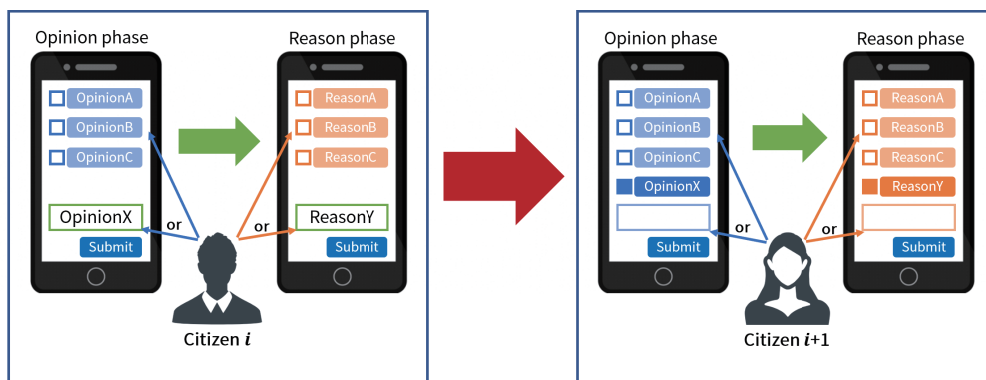 Opinion phase
Reason phase
OpinionA
OpinionB
OpinionC
OpinionX
Submit
or
ReasonA
ReasonB
ReasonC
ReasonY
Submit
or
Citizen i
Opinion phase
Reason phase
OpinionA
OpinionB
OpinionC
OpinionX
Submit
or
ReasonA
ReasonB
ReasonC
ReasonY
Submit
or
Citizen i+1